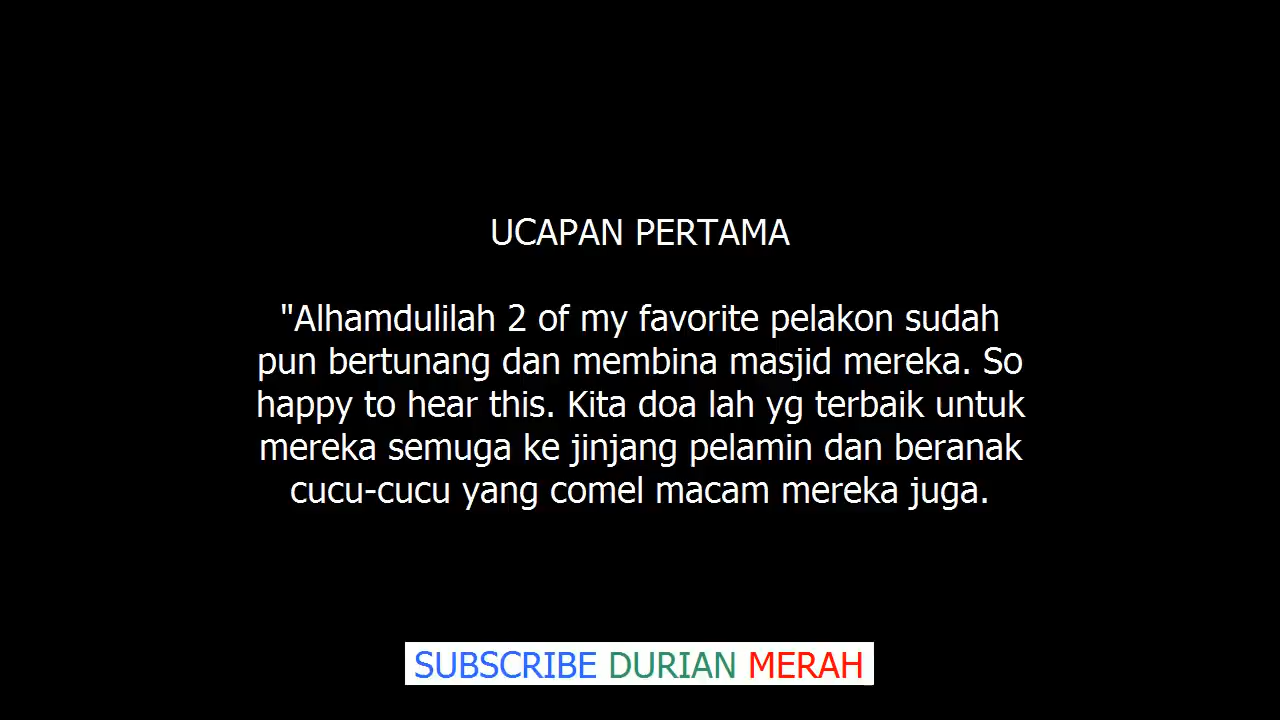 UCAPAN PERTAMA
"Alhamdulilah 2 of my favorite pelakon sudah
pun bertunang dan membina masjid mereka. So
happy to hear this. Kita doa lah yg terbaik untuk
mereka semuga ke jinjang pelamin dan beranak
cucu-cucu yang comel macam mereka juga.
SUBSCRIBE DURIAN MERAH